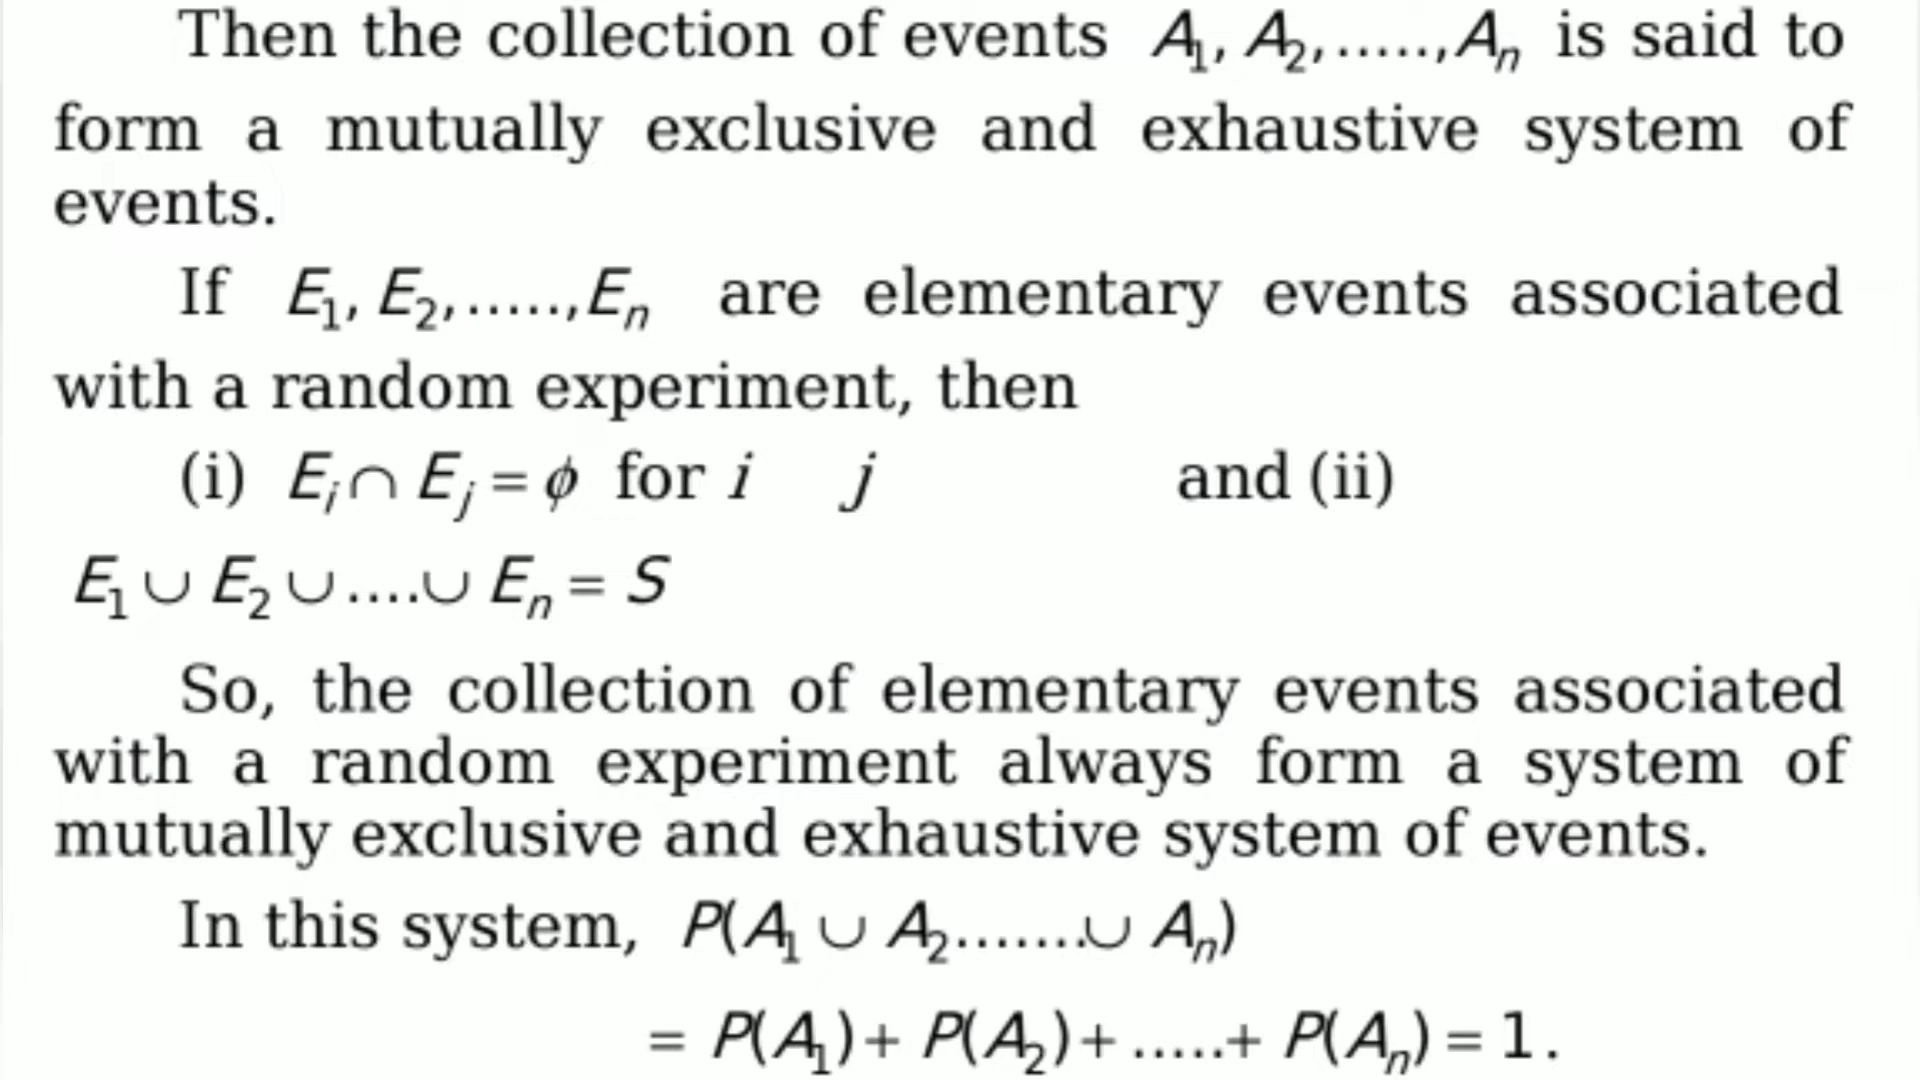 Then the collection of events A₁, A₂,.....,Aₙ is said to
form a mutually exclusive and exhaustive system of
events.
If E₁, E₂,.....,Eₙ are elementary events associated
with a random experiment, then
(i) Eᵢ∩ Eⱼ = ϕ for i j and (ii)
E₁ ∪ E₂ ∪....∪ Eₙ = S
So, the collection of elementary events associated
with a random experiment always form a system of
mutually exclusive and exhaustive system of events.
In this system, P(A₁ ∪ A₂.......∪ Aₙ)
= P(A₁)+ P(A₂)+.....+ P(Aₙ) = 1.